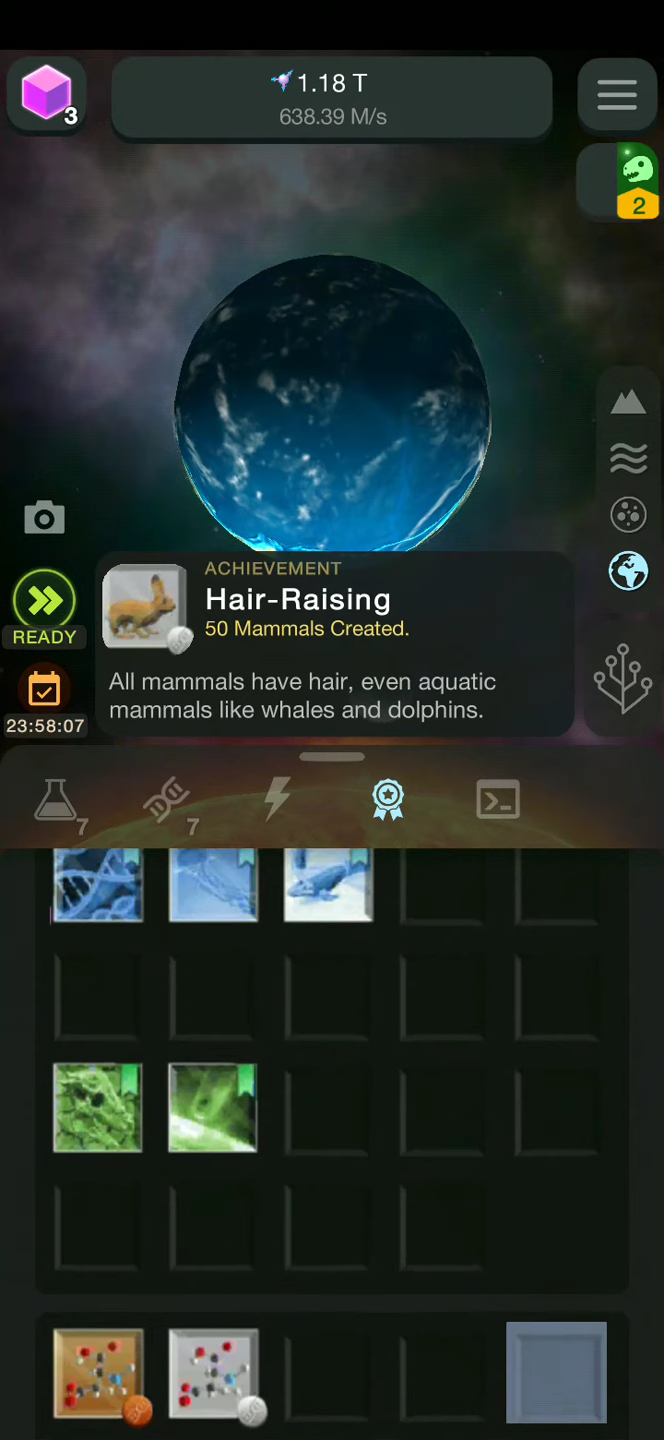 3
1.18 T
638.39 M/s
2
READY
23:58:07
ACHIEVEMENT
Hair-Raising
50 Mammals Created.
All mammals have hair, even aquatic
mammals like whales and dolphins.
7
7